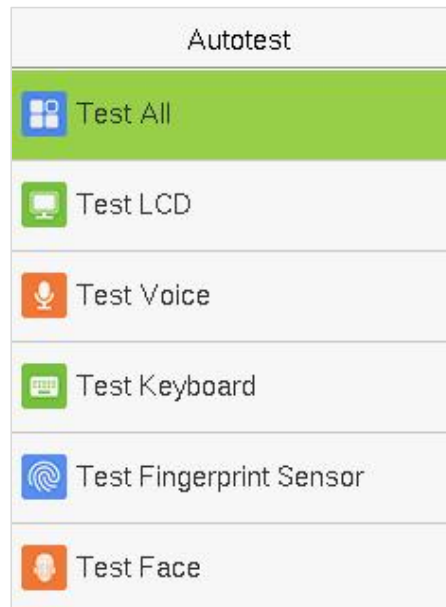 Autotest
Test All
Test LCD
Test Voice
Test Keyboard
Test Fingerprint Sensor
Test Face